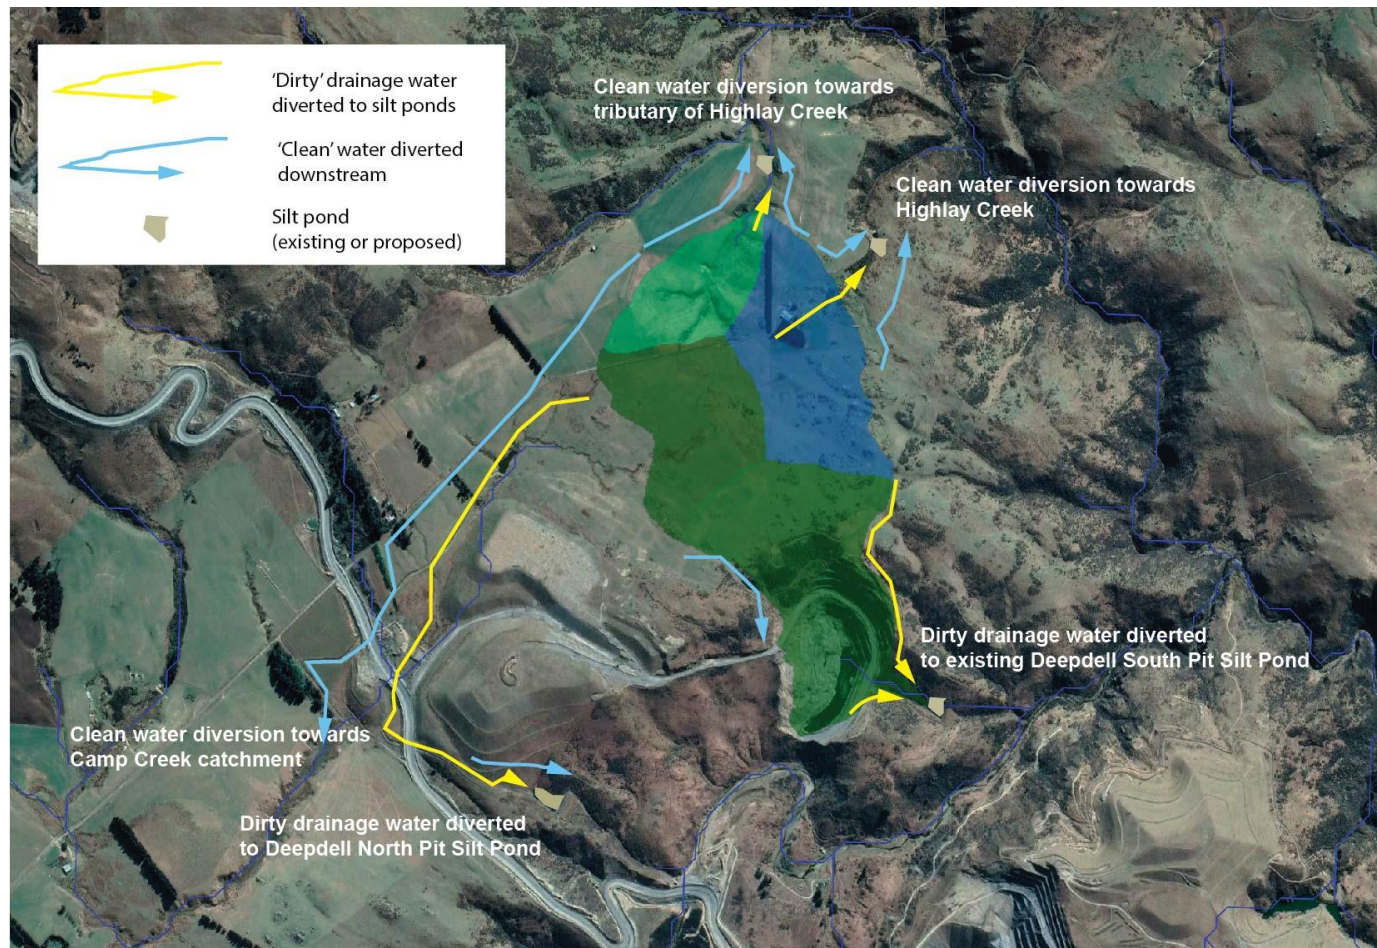 ‘Dirty’ drainage water
diverted to silt ponds
‘Clean’ water diverted
downstream
Silt pond
(existing or proposed)
Clean water diversion towards
tributary of Highlay Creek
Clean water diversion towards
Highlay Creek
Dirty drainage water diverted
to existing Deepdell South Pit Silt Pond
Clean water diversion towards
Camp Creek catchment
Dirty drainage water diverted
to Deepdell North Pit Silt Pond